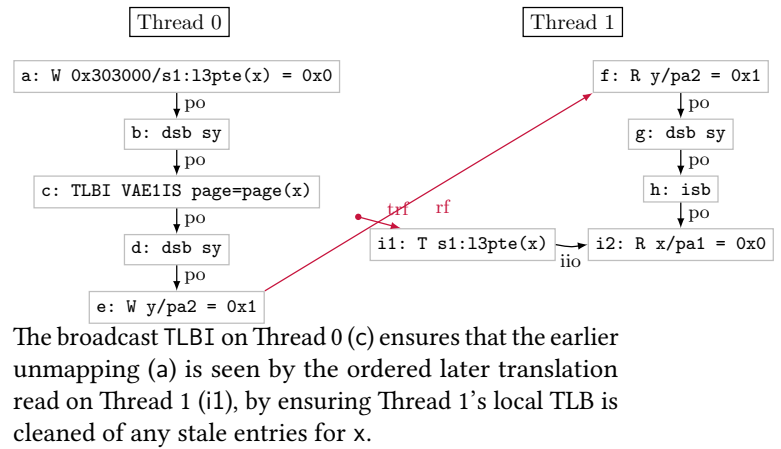 Thread 0
Thread 1
a: W 0x303000/s1:l3pte(x) = 0x0
f: R y/pa2 = 0x1
po
po
b: dsb sy
g: dsb sy
po
po
c: TLBI VAE1IS page=page(x)
h: isb
po
po
trf
rf
d: dsb sy
i1: T s1:l3pte(x)
i2: R x/pa1 = 0x0
iio
po
e: W y/pa2 = 0x1
The broadcast TLBI on Thread 0 (c) ensures that the earlier
unmapping (a) is seen by the ordered later translation
read on Thread 1 (i1), by ensuring Thread 1's local TLB is
cleaned of any stale entries for x.